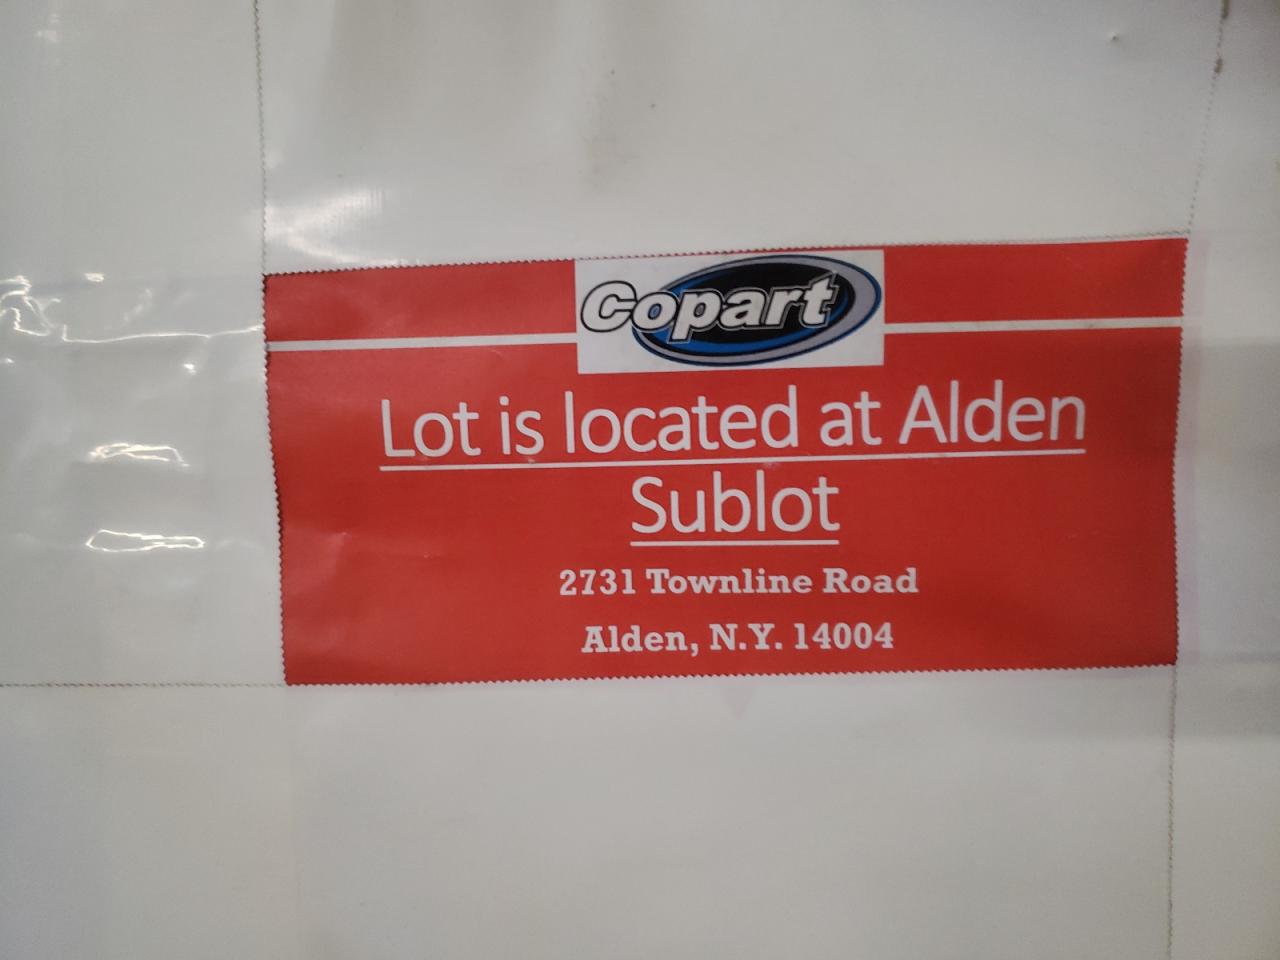 Copart
Lot is located at Alden
Sublot
2731 Townline Road
Alden, N.Y. 14004